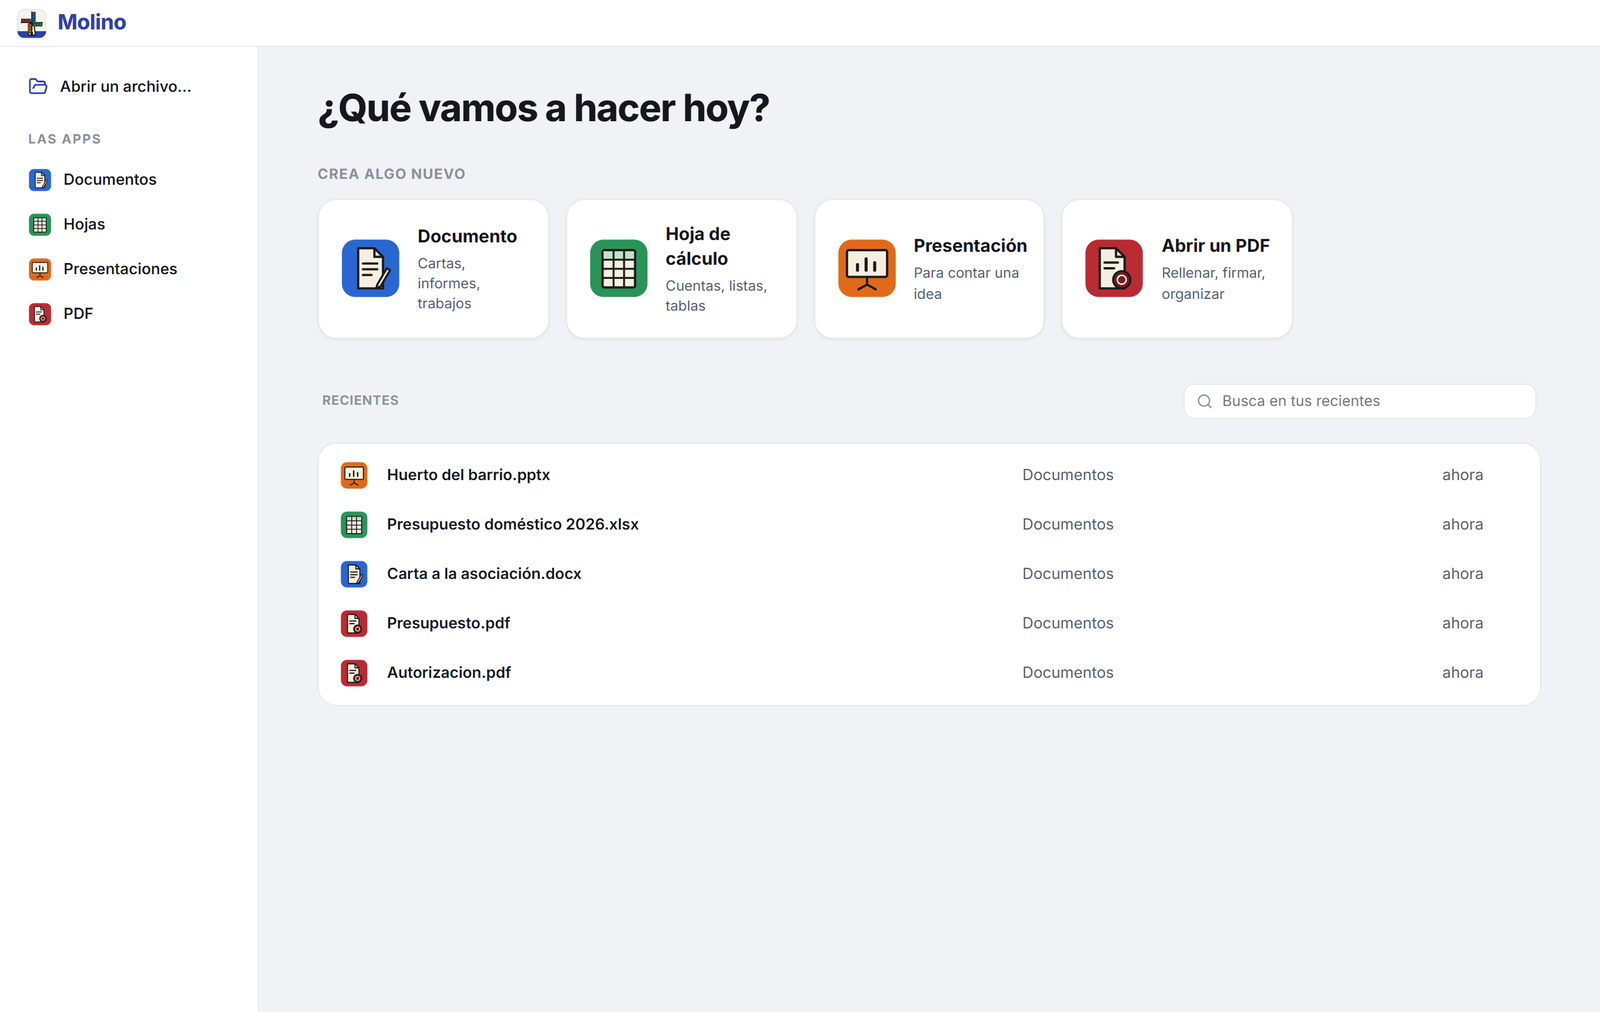 Molino
Abrir un archivo...
LAS APPS
Documentos
Hojas
Presentaciones
PDF
¿Qué vamos a hacer hoy?
CREA ALGO NUEVO
Documento
Cartas,
informes,
trabajos
Hoja de
cálculo
Cuentas, listas,
tablas
Presentación
Para contar una
idea
Abrir un PDF
Rellenar, firmar,
organizar
RECIENTES
Busca en tus recientes
Huerto del barrio.pptx Documentos ahora
Presupuesto doméstico 2026.xlsx Documentos ahora
Carta a la asociación.docx Documentos ahora
Presupuesto.pdf Documentos ahora
Autorizacion.pdf Documentos ahora